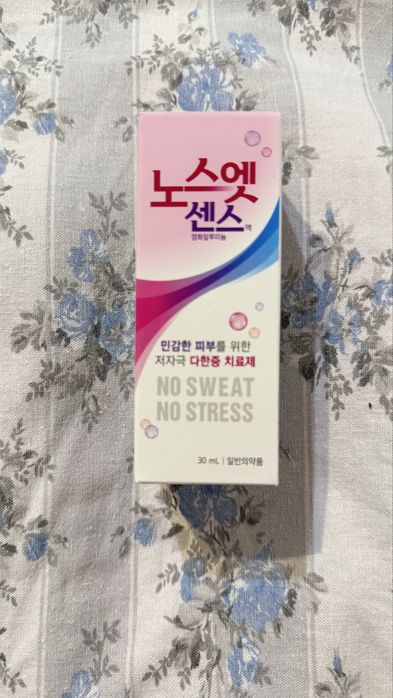 노스엣
센스액
염화알루미늄
민감한 피부를 위한
저자극 다한증 치료제
NO SWEAT
NO STRESS
30 mL | 일반의약품